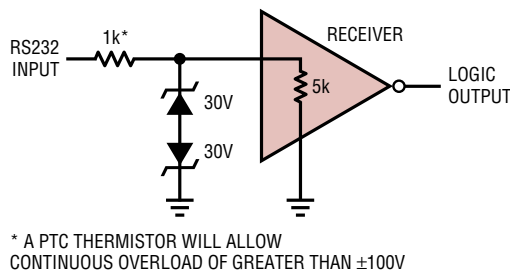 RS232
INPUT
1k*
RECEIVER
5k
30V
30V
LOGIC
OUTPUT
* A PTC THERMISTOR WILL ALLOW
CONTINUOUS OVERLOAD OF GREATER THAN ±100V